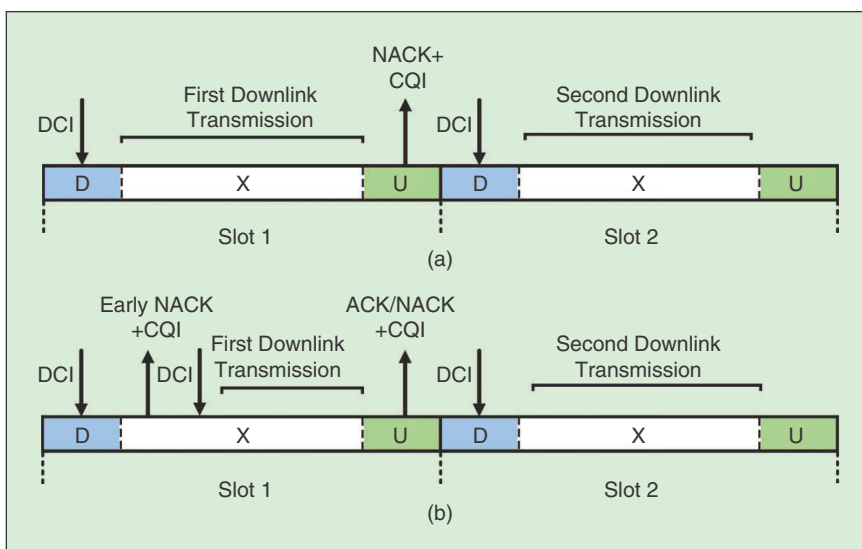 NACK+
CQI
First Downlink
Transmission
Second Downlink
Transmission
DCI
DCI
D
X
U
D
X
U
Slot 1
Slot 2
(a)
Early NACK
+CQI
ACK/NACK
+CQI
First Downlink
Transmission
Second Downlink
Transmission
DCI
DCI
DCI
D
X
U
D
X
U
Slot 1
Slot 2
(b)